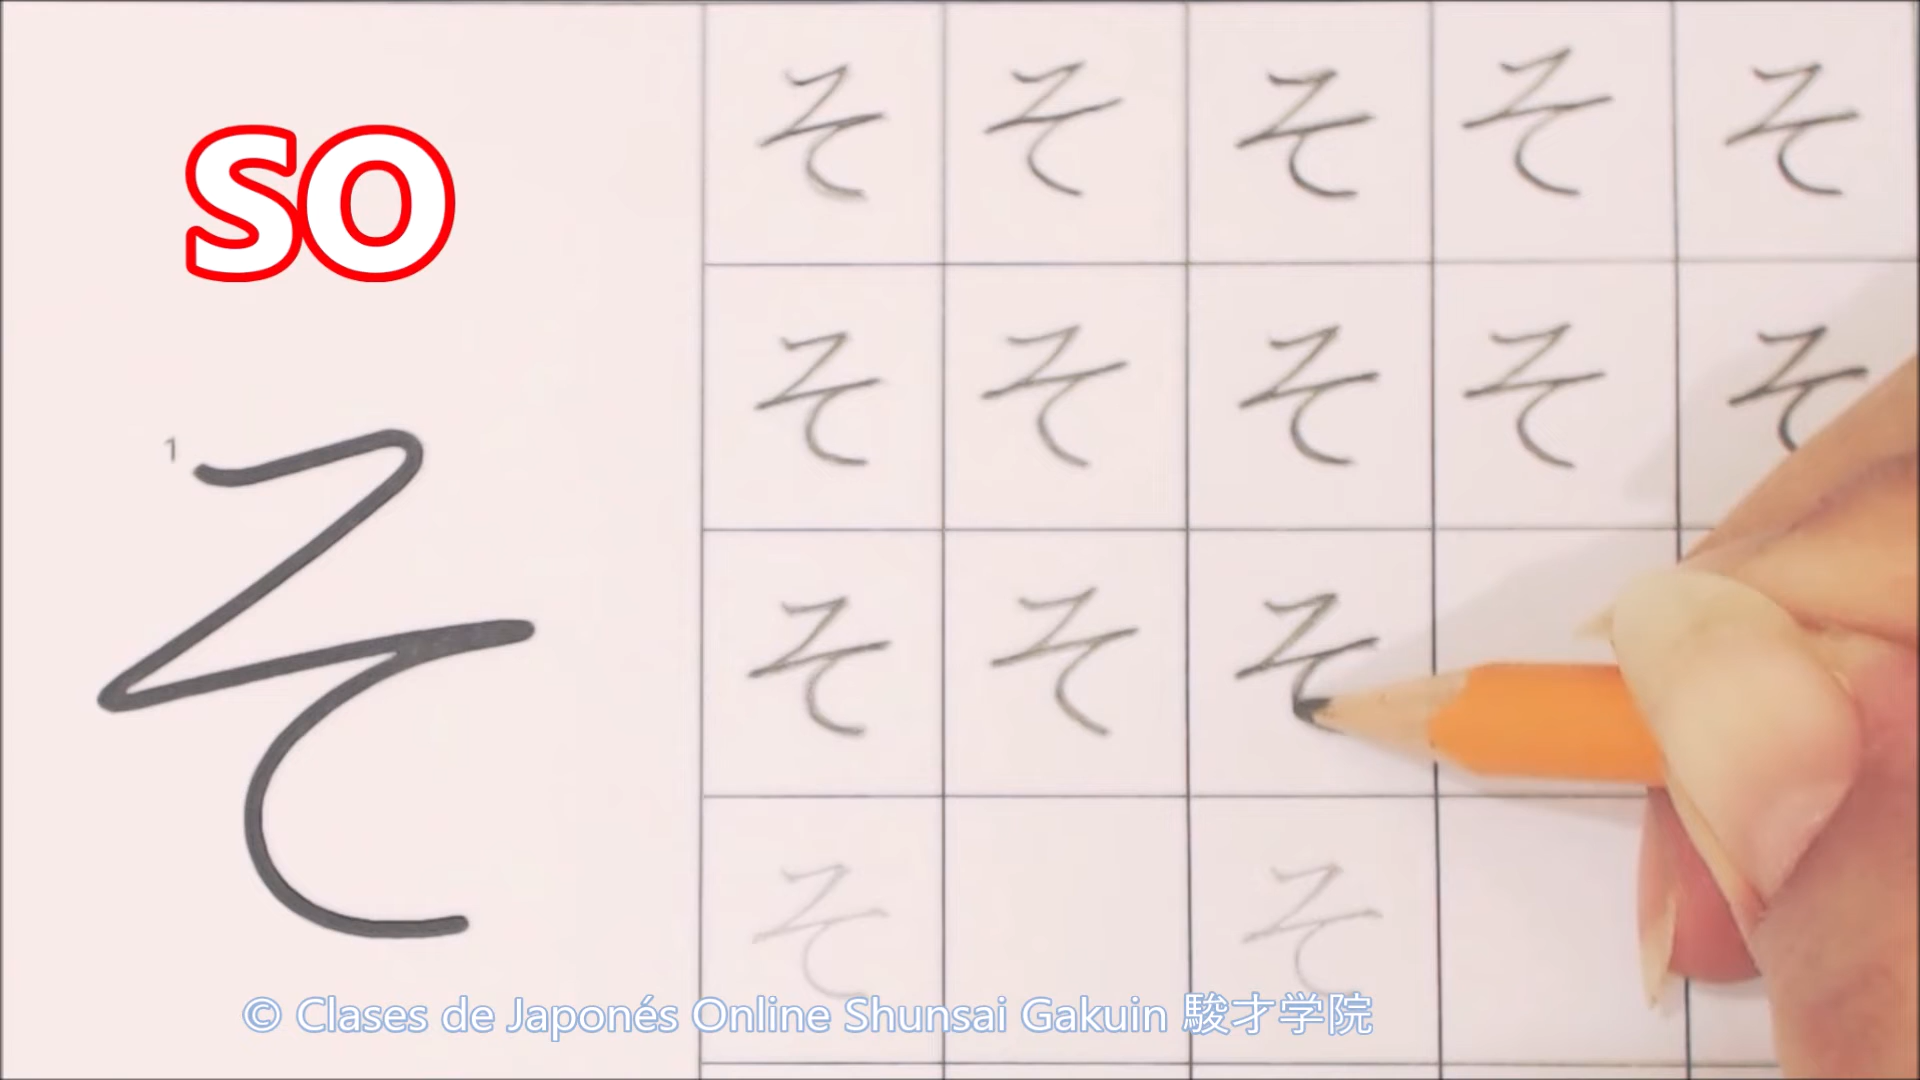 SO
1
そ
そ そ そ そ そ
そ そ そ そ そ
そ そ そ
そ そ
© Clases de Japonés Online Shunsai Gakuin 駿才学院